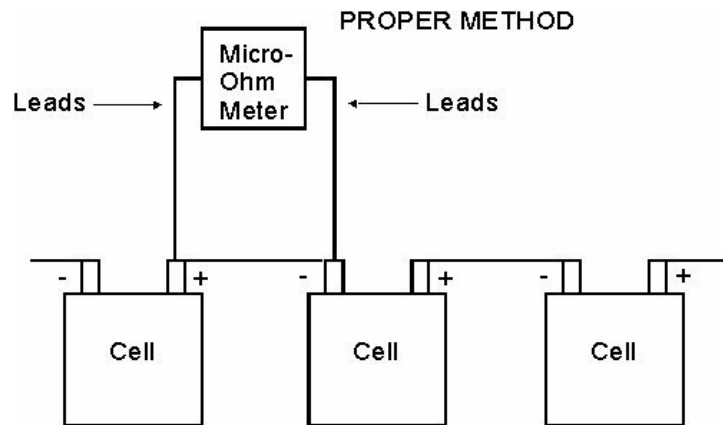 PROPER METHOD
Micro-
Ohm
Meter
Leads
Leads
- + - + - +
Cell Cell Cell